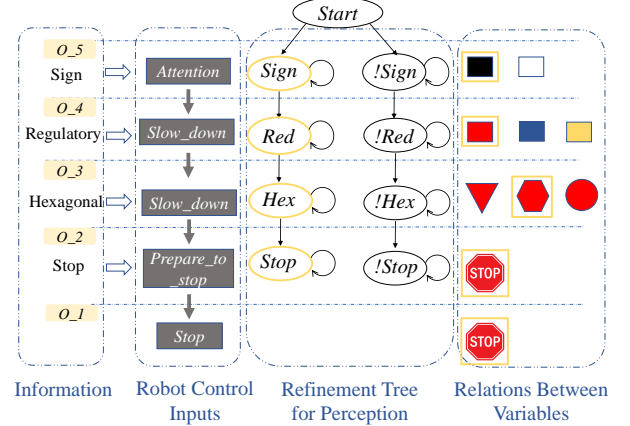 Start
O_5
Sign
Attention
Sign
!Sign
O_4
Regulatory
Slow_down
Red
!Red
O_3
Hexagonal
Slow_down
Hex
!Hex
O_2
Stop
Prepare_to
_stop
Stop
!Stop
STOP
O_1
Stop
STOP
Information
Robot Control
Inputs
Refinement Tree
for Perception
Relations Between
Variables